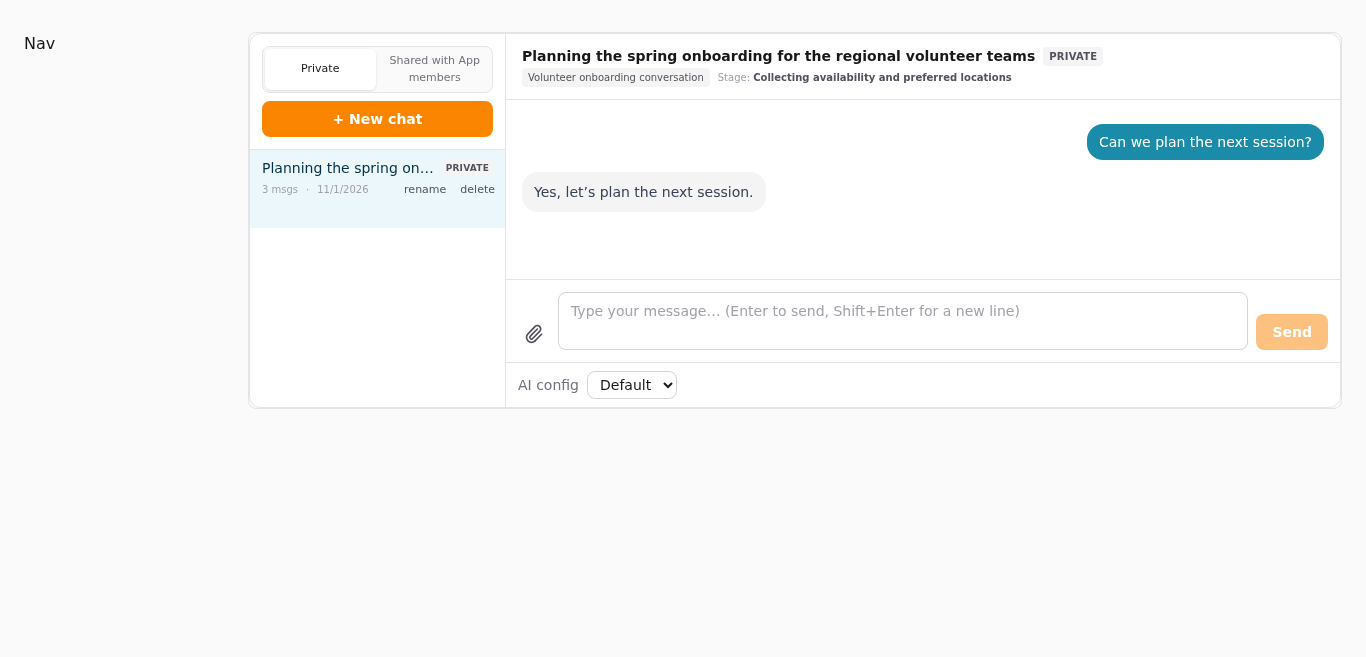 Nav
Private
Shared with App
members
+ New chat
Planning the spring on… PRIVATE
3 msgs · 11/1/2026 rename delete
Planning the spring onboarding for the regional volunteer teams PRIVATE
Volunteer onboarding conversation Stage: Collecting availability and preferred locations
Can we plan the next session?
Yes, let’s plan the next session.
Type your message… (Enter to send, Shift+Enter for a new line)
Send
AI config Default